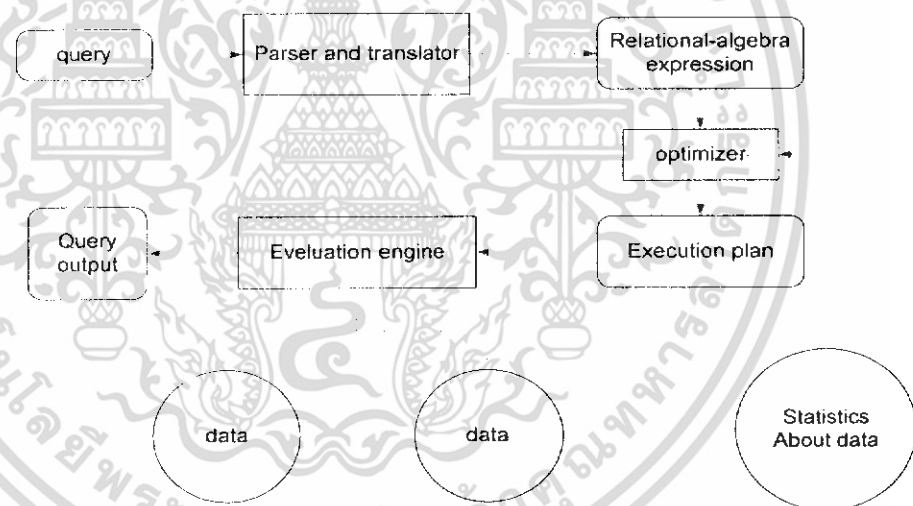 query
Parser and translator
Relational-algebra
expression
optimizer
Query
output
Eveluation engine
Execution plan
data
data
Statistics
About data